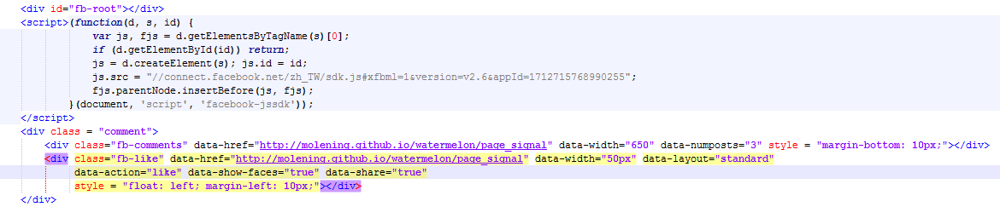 <div id="fb-root"></div>
<script>(function(d, s, id) {
var js, fjs = d.getElementsByTagName(s)[0];
if (d.getElementById(id)) return;
js = d.createElement(s); js.id = id;
js.src = "//connect.facebook.net/zh_TW/sdk.js#xfbml=1&version=v2.6&appId=1712715768990255";
fjs.parentNode.insertBefore(js, fjs);
}(document, 'script', 'facebook-jssdk'));
</script>
<div class = "comment">
<div class="fb-comments" data-href="http://molening.github.io/watermelon/page_signal" data-width="650" data-numposts="3" style = "margin-bottom: 10px;"></div>
<div class="fb-like" data-href="http://molening.github.io/watermelon/page_signal" data-width="50px" data-layout="standard"
data-action="like" data-show-faces="true" data-share="true"
style = "float: left; margin-left: 10px;"></div>
</div>